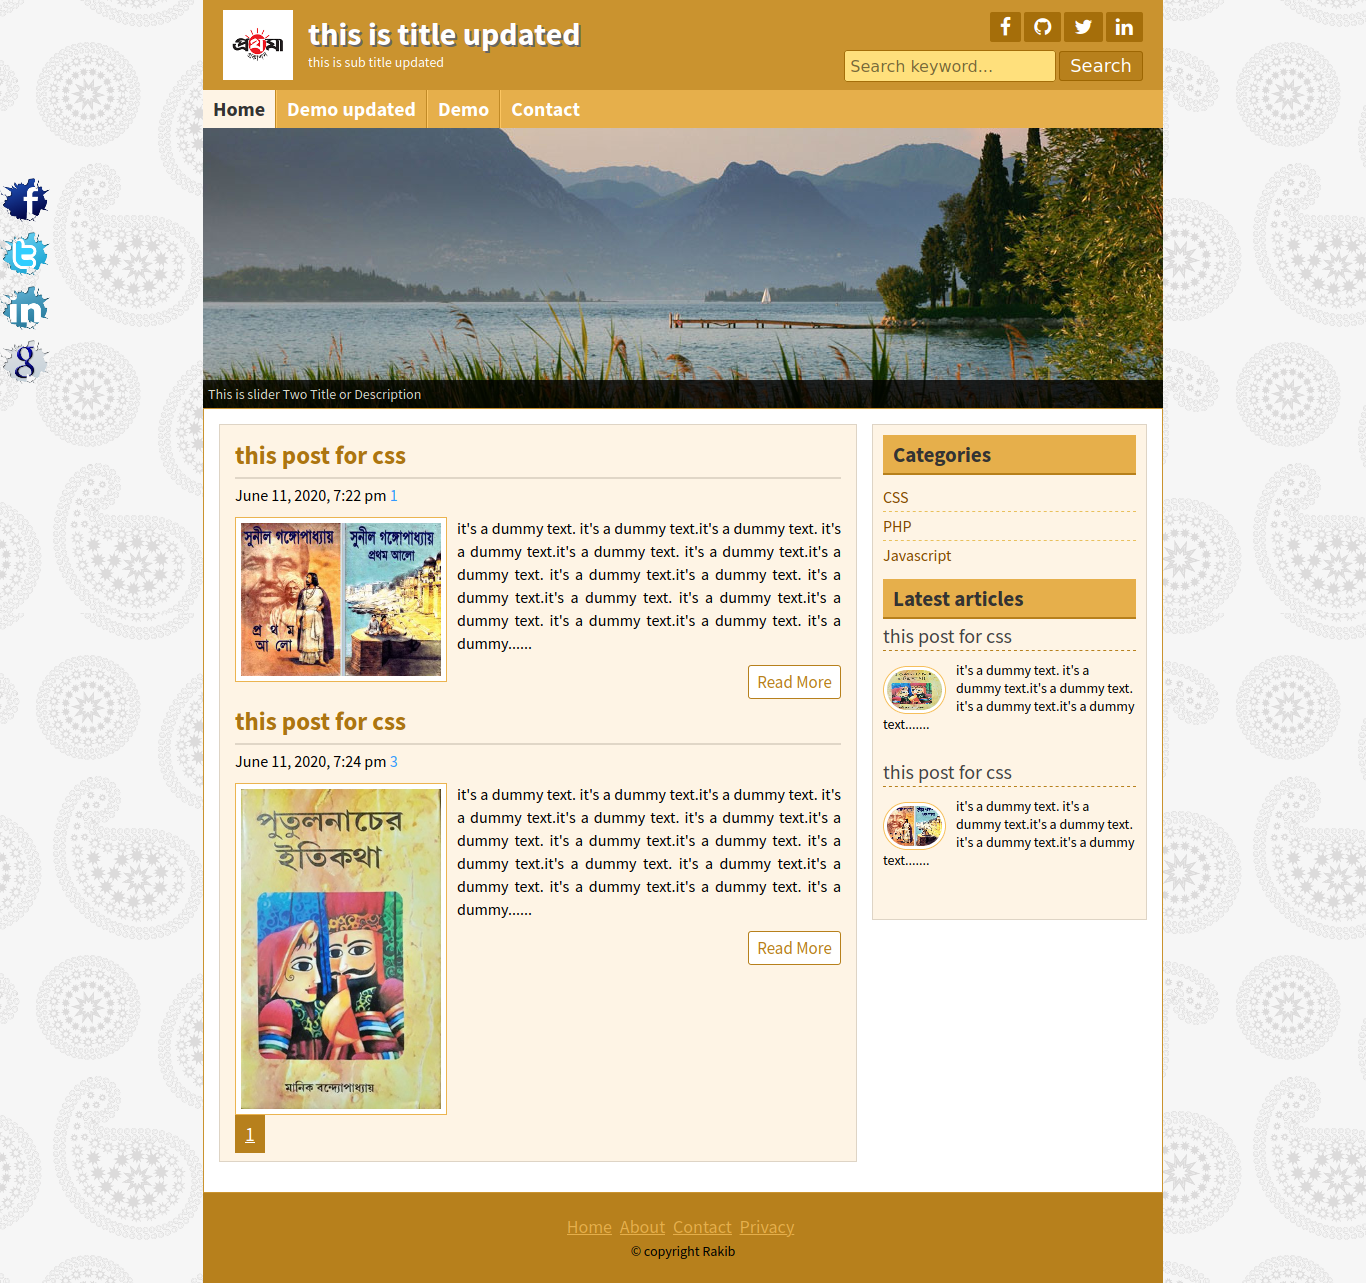 প্রথমা
প্রকাশন
this is title updated
this is sub title updated
Search keyword...
Search
Home
Demo updated
Demo
Contact
This is slider Two Title or Description
this post for css
June 11, 2020, 7:22 pm 1
সুনীল গঙ্গোপাধ্যায়
প্র থ ম
আ লো
সুনীল গঙ্গোপাধ্যায়
প্রথম আলো
it's a dummy text. it's a dummy text.it's a dummy text. it's
a dummy text.it's a dummy text. it's a dummy text.it's a
dummy text. it's a dummy text.it's a dummy text. it's a
dummy text.it's a dummy text. it's a dummy text.it's a
dummy text. it's a dummy text.it's a dummy text. it's a
dummy......
Read More
this post for css
June 11, 2020, 7:24 pm 3
পুতুলনাচের
ইতিকথা
মানিক বন্দ্যোপাধ্যায়
it's a dummy text. it's a dummy text.it's a dummy text. it's
a dummy text.it's a dummy text. it's a dummy text.it's a
dummy text. it's a dummy text.it's a dummy text. it's a
dummy text.it's a dummy text. it's a dummy text.it's a
dummy text. it's a dummy text.it's a dummy text. it's a
dummy......
Read More
1
Categories
CSS
PHP
Javascript
Latest articles
this post for css
it's a dummy text. it's a
dummy text.it's a dummy text.
it's a dummy text.it's a dummy
text.......
this post for css
it's a dummy text. it's a
dummy text.it's a dummy text.
it's a dummy text.it's a dummy
text.......
Home About Contact Privacy
© copyright Rakib